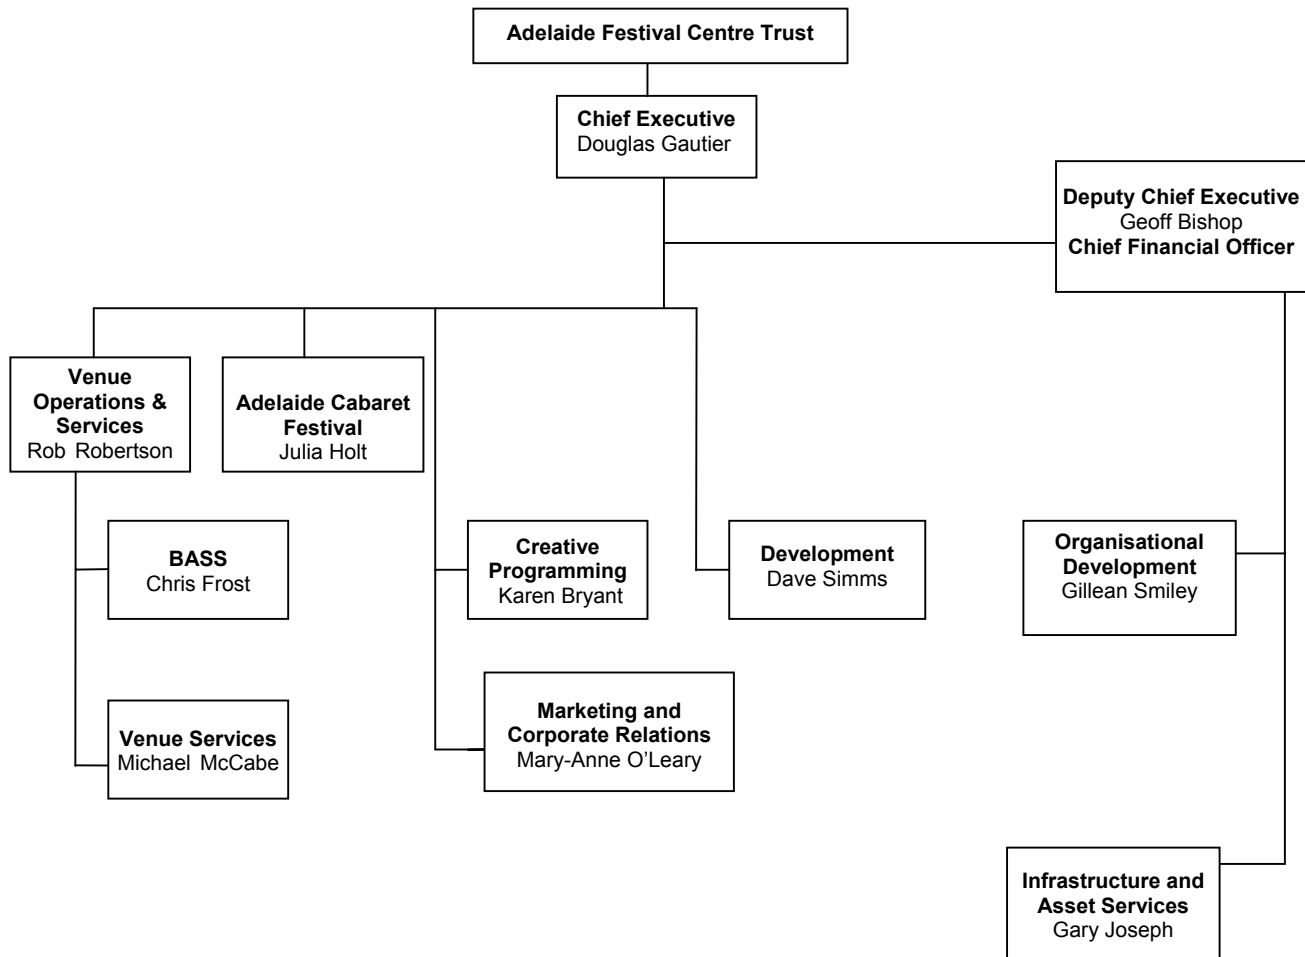 Adelaide Festival Centre Trust
Chief Executive
Douglas Gautier
Deputy Chief Executive
Geoff Bishop
Chief Financial Officer
Venue
Operations &
Services
Rob Robertson
Adelaide Cabaret
Festival
Julia Holt
BASS
Chris Frost
Creative
Programming
Karen Bryant
Development
Dave Simms
Organisational
Development
Gillean Smiley
Venue Services
Michael McCabe
Marketing and
Corporate Relations
Mary-Anne O’Leary
Infrastructure and
Asset Services
Gary Joseph